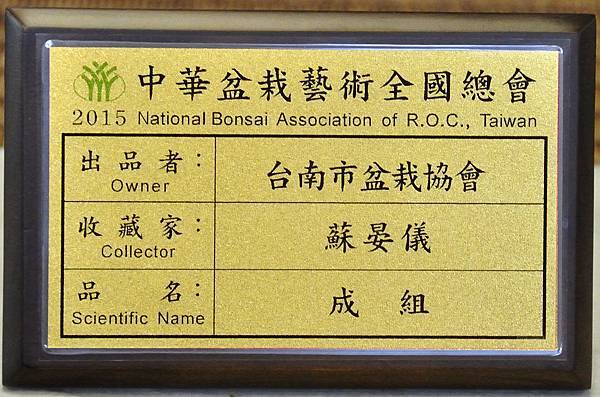 中華盆栽藝術全國總會
2015 National Bonsai Association of R.O.C., Taiwan
出品者： 台南市盆栽協會
Owner
收藏家： 蘇晏儀
Collector
品名： 成組
Scientific Name